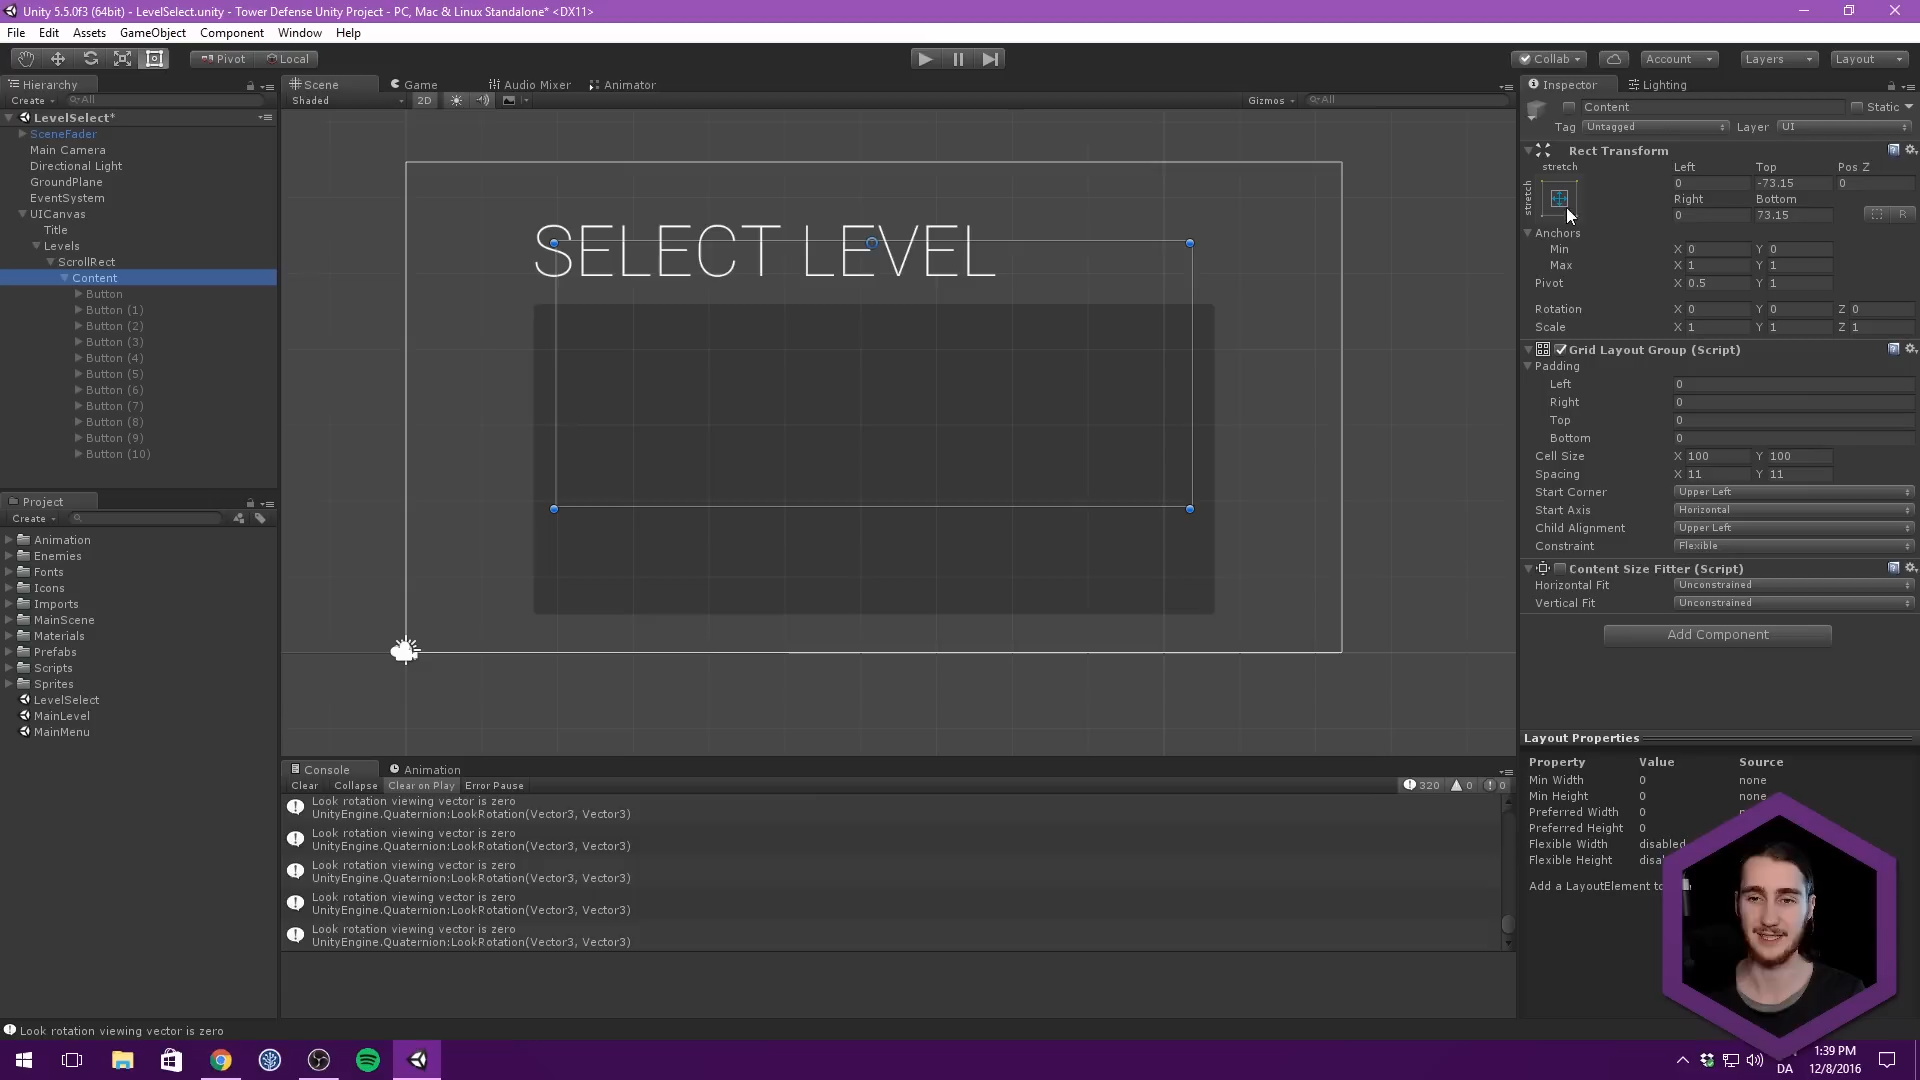 Unity 5.5.0f3 (64bit) - LevelSelect.unity - Tower Defense Unity Project - PC, Mac & Linux Standalone* <DX11>
File Edit Assets GameObject Component Window Help
Pivot Local Collab Account Layers Layout
Hierarchy
Create All
LevelSelect*
SceneFader
Main Camera
Directional Light
GroundPlane
EventSystem
UICanvas
Title
Levels
ScrollRect
Content
Button
Button (1)
Button (2)
Button (3)
Button (4)
Button (5)
Button (6)
Button (7)
Button (8)
Button (9)
Button (10)
Project
Create
Animation
Enemies
Fonts
Icons
Imports
MainScene
Materials
Prefabs
Scripts
Sprites
LevelSelect
MainLevel
MainMenu
Scene Game Audio Mixer Animator
Shaded 2D Gizmos All
SELECT LEVEL
Console Animation
Clear Collapse Clear on Play Error Pause 320 0 0
Look rotation viewing vector is zero
UnityEngine.Quaternion:LookRotation(Vector3, Vector3)
Look rotation viewing vector is zero
UnityEngine.Quaternion:LookRotation(Vector3, Vector3)
Look rotation viewing vector is zero
UnityEngine.Quaternion:LookRotation(Vector3, Vector3)
Look rotation viewing vector is zero
UnityEngine.Quaternion:LookRotation(Vector3, Vector3)
Look rotation viewing vector is zero
UnityEngine.Quaternion:LookRotation(Vector3, Vector3)
Inspector Lighting
Content Static
Tag Untagged Layer UI
Rect Transform
stretch Left Top Pos Z
stretch 0 -73.15 0
Right Bottom
0 73.15 R
Anchors
Min X 0 Y 0
Max X 1 Y 1
Pivot X 0.5 Y 1
Rotation X 0 Y 0 Z 0
Scale X 1 Y 1 Z 1
Grid Layout Group (Script)
Padding
Left 0
Right 0
Top 0
Bottom 0
Cell Size X 100 Y 100
Spacing X 11 Y 11
Start Corner Upper Left
Start Axis Horizontal
Child Alignment Upper Left
Constraint Flexible
Content Size Fitter (Script)
Horizontal Fit Unconstrained
Vertical Fit Unconstrained
Add Component
Layout Properties
Property Value Source
Min Width 0 none
Min Height 0 none
Preferred Width 0
Preferred Height 0
Flexible Width disabled
Flexible Height
Add a LayoutElement to
Look rotation viewing vector is zero
DA
1:39 PM
12/8/2016